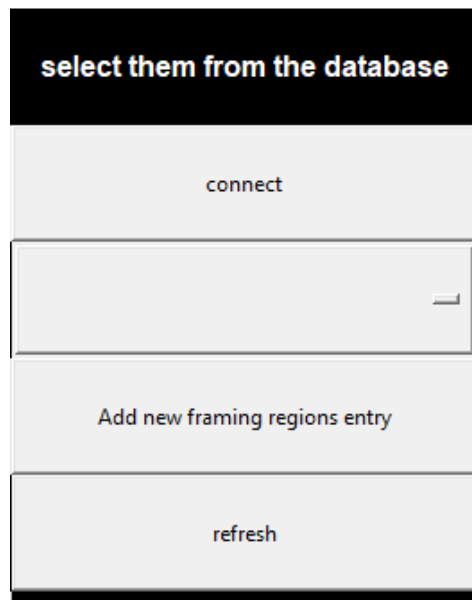 select them from the database
connect
Add new framing regions entry
refresh